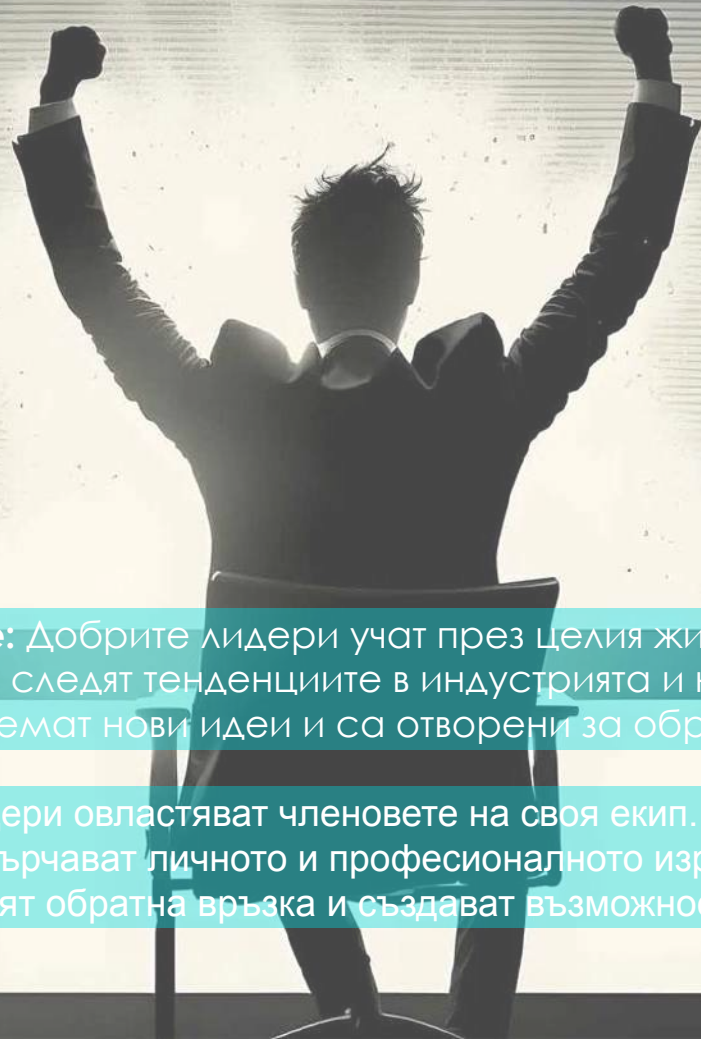 е: Добрите лидери учат през целия жи
следят тенденциите в индустрията и н
емат нови идеи и са отворени за обр
ери овластяват членовете на своя екип.
ърчават личното и професионалното изр
ят обратна връзка и създават възможнос